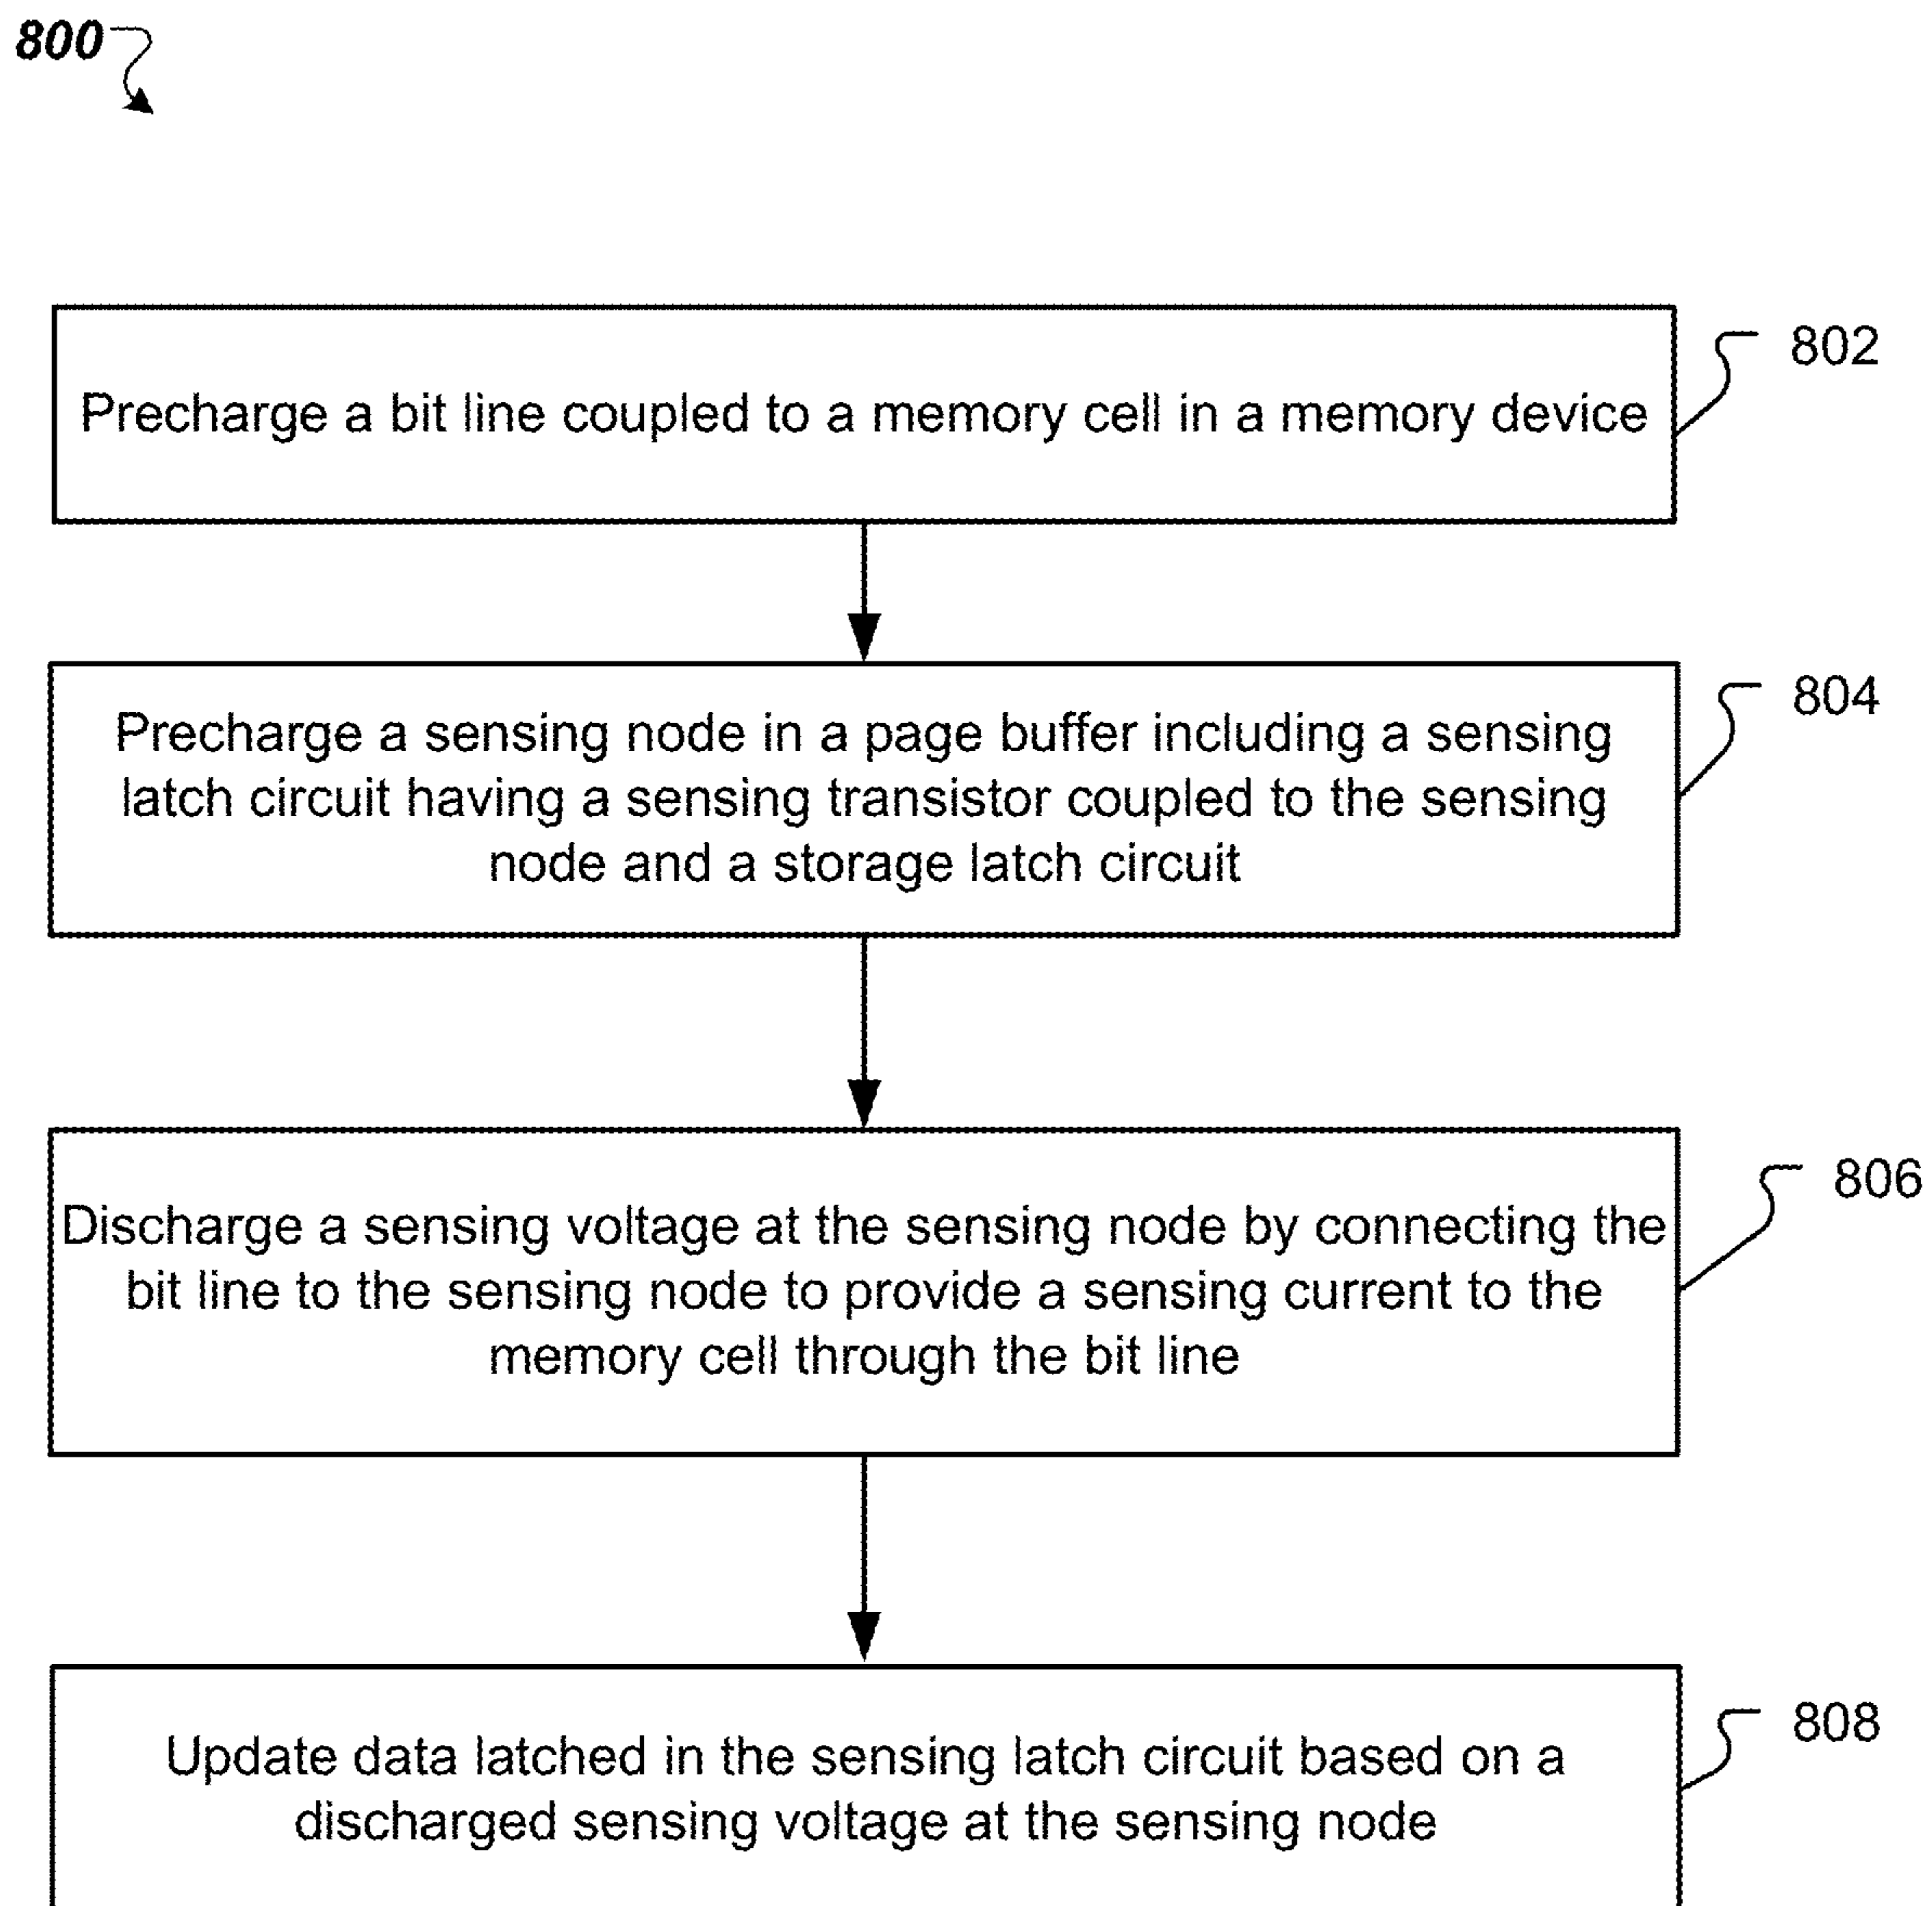 800
Precharge a bit line coupled to a memory cell in a memory device
802
Precharge a sensing node in a page buffer including a sensing
latch circuit having a sensing transistor coupled to the sensing
node and a storage latch circuit
804
Discharge a sensing voltage at the sensing node by connecting the
bit line to the sensing node to provide a sensing current to the
memory cell through the bit line
806
Update data latched in the sensing latch circuit based on a
discharged sensing voltage at the sensing node
808